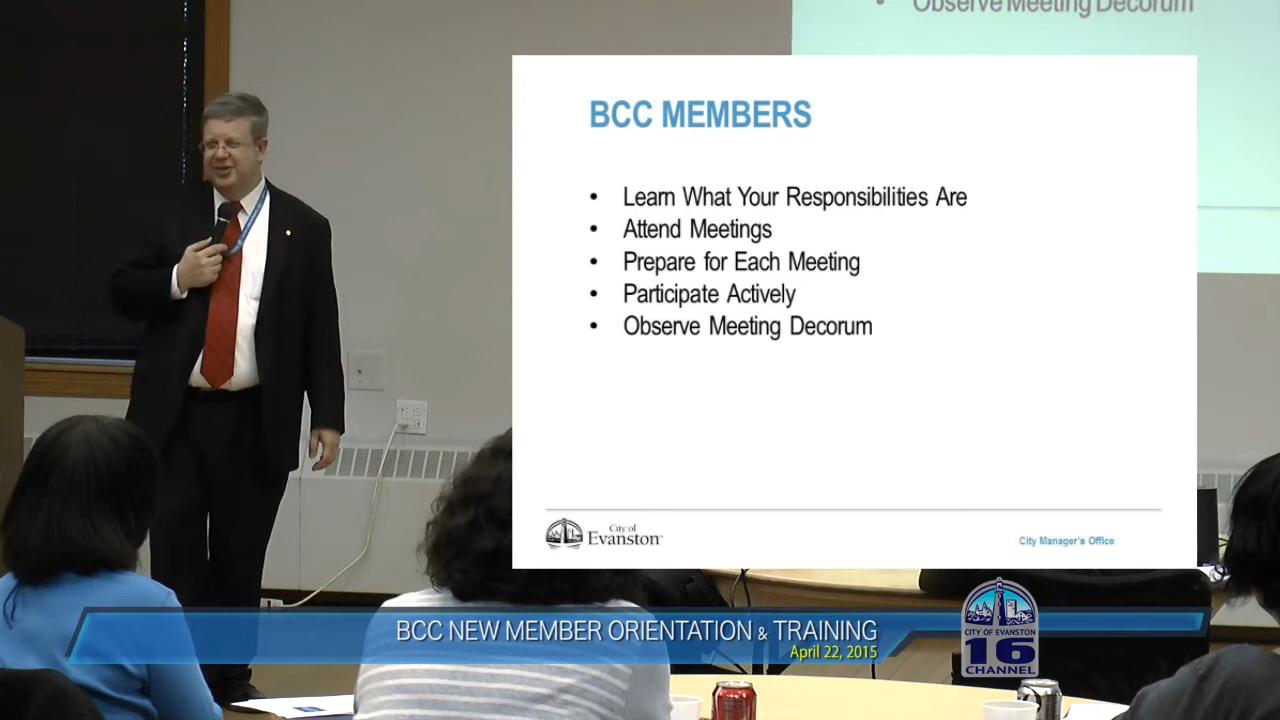 Observe Meeting Decorum
BCC MEMBERS
• Learn What Your Responsibilities Are
• Attend Meetings
• Prepare for Each Meeting
• Participate Actively
• Observe Meeting Decorum
City of
Evanston
City Manager's Office
BCC NEW MEMBER ORIENTATION & TRAINING
April 22, 2015
CITY OF EVANSTON
16
CHANNEL